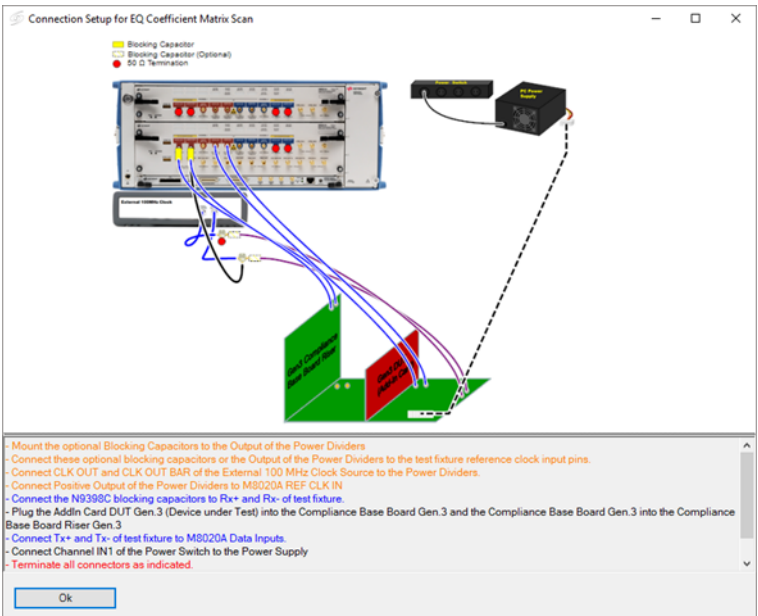 Connection Setup for EQ Coefficient Matrix Scan
Blocking Capacitor
Blocking Capacitor (Optional)
50 Ω Termination
Power Switch
PC Power
Supply
External 100MHz Clock
Gen3 Compliance
Base Board Riser
- Mount the optional Blocking Capacitors to the Output of the Power Dividers
- Connect these optional blocking capacitors or the Output of the Power Dividers to the test fixture reference clock input pins.
- Connect CLK OUT and CLK OUT BAR of the External 100 MHz Clock Source to the Power Dividers.
- Connect Positive Output of the Power Dividers to M8020A REF CLK IN
- Connect the N9398C blocking capacitors to Rx+ and Rx- of test fixture.
- Plug the AddIn Card DUT Gen.3 (Device under Test) into the Compliance Base Board Gen.3 and the Compliance Base Board Gen.3 into the Compliance
Base Board Riser Gen.3
- Connect Tx+ and Tx- of test fixture to M8020A Data Inputs.
- Connect Channel IN1 of the Power Switch to the Power Supply
- Terminate all connectors as indicated.
Ok